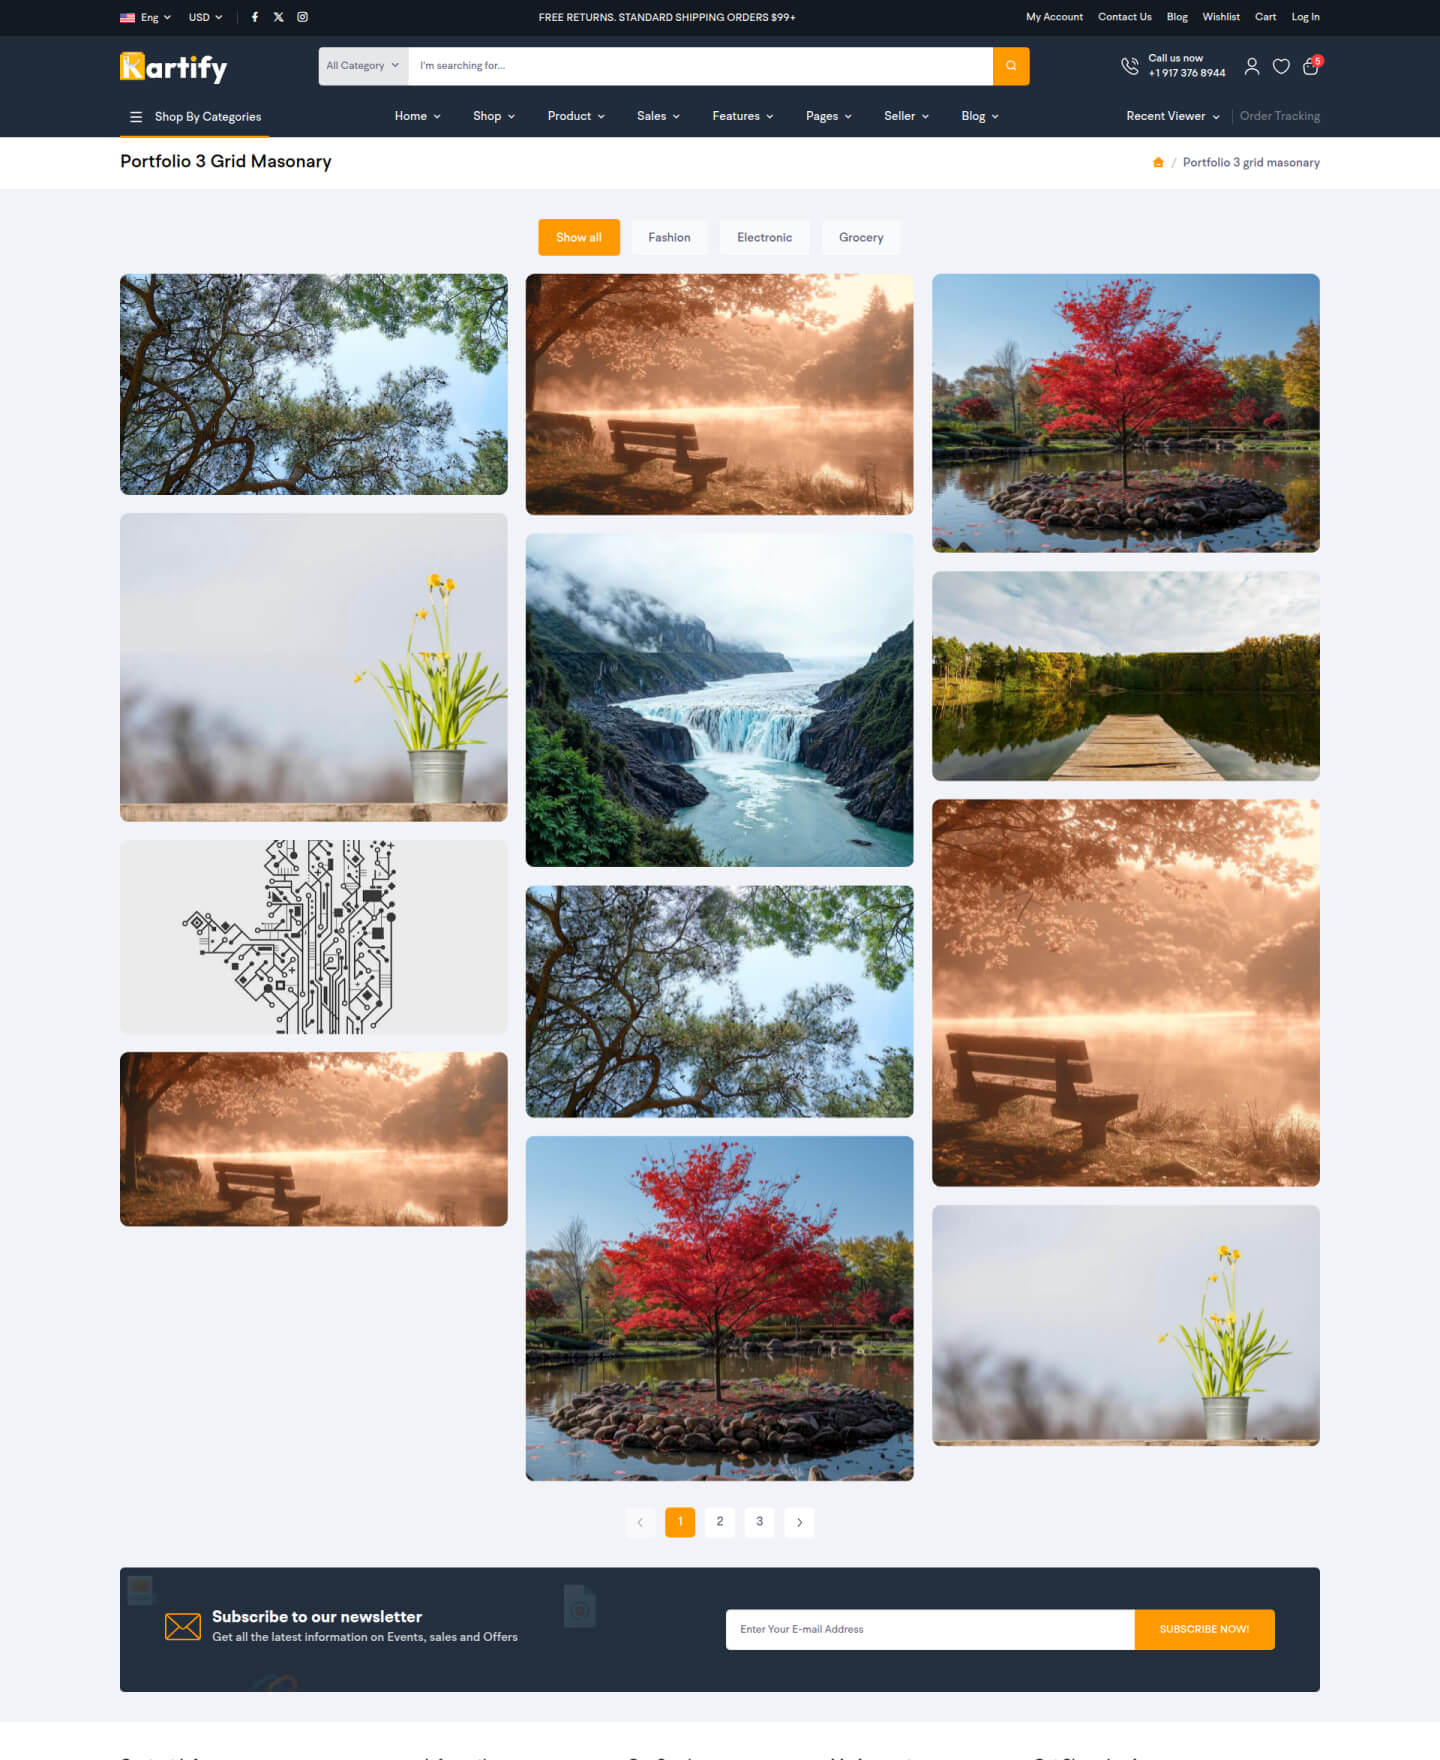 Eng
USD
FREE RETURNS. STANDARD SHIPPING ORDERS $99+
My Account
Contact Us
Blog
Wishlist
Cart
Log In
Kartify
All Category
I'm searching for...
Call us now
+1 917 376 8944
5
Shop By Categories
Home
Shop
Product
Sales
Features
Pages
Seller
Blog
Recent Viewer
Order Tracking
Portfolio 3 Grid Masonary
/ Portfolio 3 grid masonary
Show all
Fashion
Electronic
Grocery
1
2
3
Subscribe to our newsletter
Get all the latest information on Events, sales and Offers
Enter Your E-mail Address
SUBSCRIBE NOW!